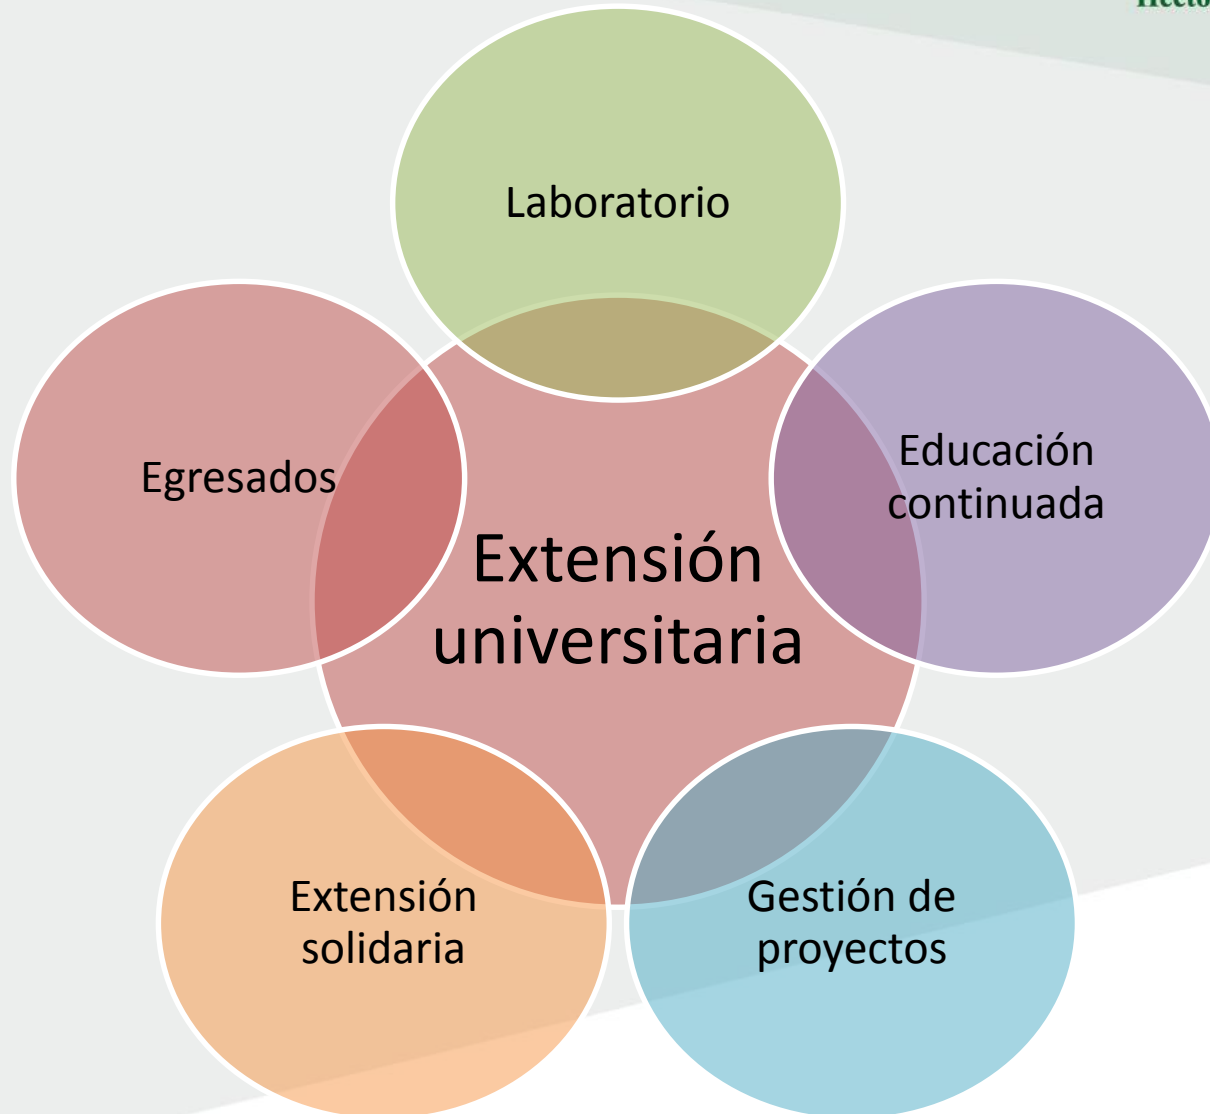 Laboratorio
Egresados
Educación
continuada
Extensión
universitaria
Extensión
solidaria
Gestión de
proyectos